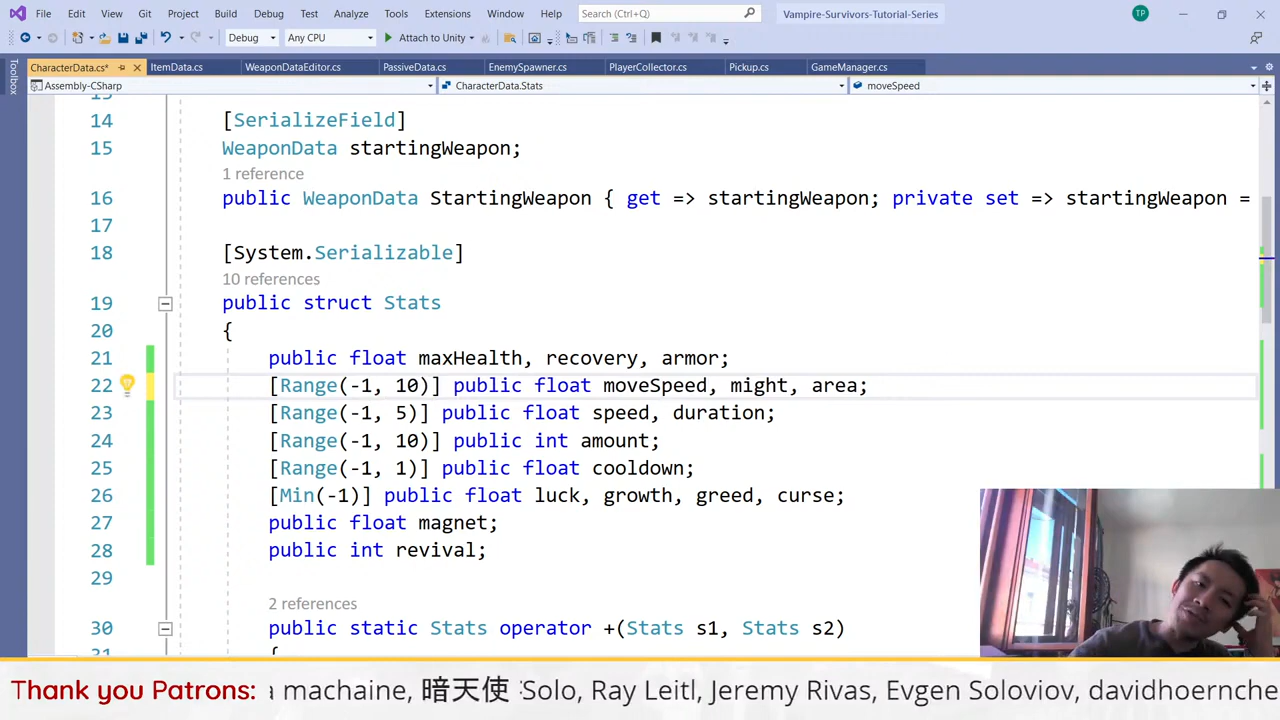 File Edit View Git Project Build Debug Test Analyze Tools Extensions Window Help Search (Ctrl+Q) Vampire-Survivors-Tutorial-Series TP
Debug Any CPU Attach to Unity
Toolbox
CharacterData.cs* ItemData.cs WeaponDataEditor.cs PassiveData.cs EnemySpawner.cs PlayerCollector.cs Pickup.cs GameManager.cs
Assembly-CSharp CharacterData.Stats moveSpeed
14 [SerializeField]
15 WeaponData startingWeapon;
1 reference
16 public WeaponData StartingWeapon { get => startingWeapon; private set => startingWeapon =
17
18 [System.Serializable]
10 references
19 public struct Stats
20 {
21 public float maxHealth, recovery, armor;
22 [Range(-1, 10)] public float moveSpeed, might, area;
23 [Range(-1, 5)] public float speed, duration;
24 [Range(-1, 10)] public int amount;
25 [Range(-1, 1)] public float cooldown;
26 [Min(-1)] public float luck, growth, greed, curse;
27 public float magnet;
28 public int revival;
29
2 references
30 public static Stats operator +(Stats s1, Stats s2)
{
Thank you Patrons: a machaine, 暗天使 Solo, Ray Leitl, Jeremy Rivas, Evgen Soloviov, davidhoernche